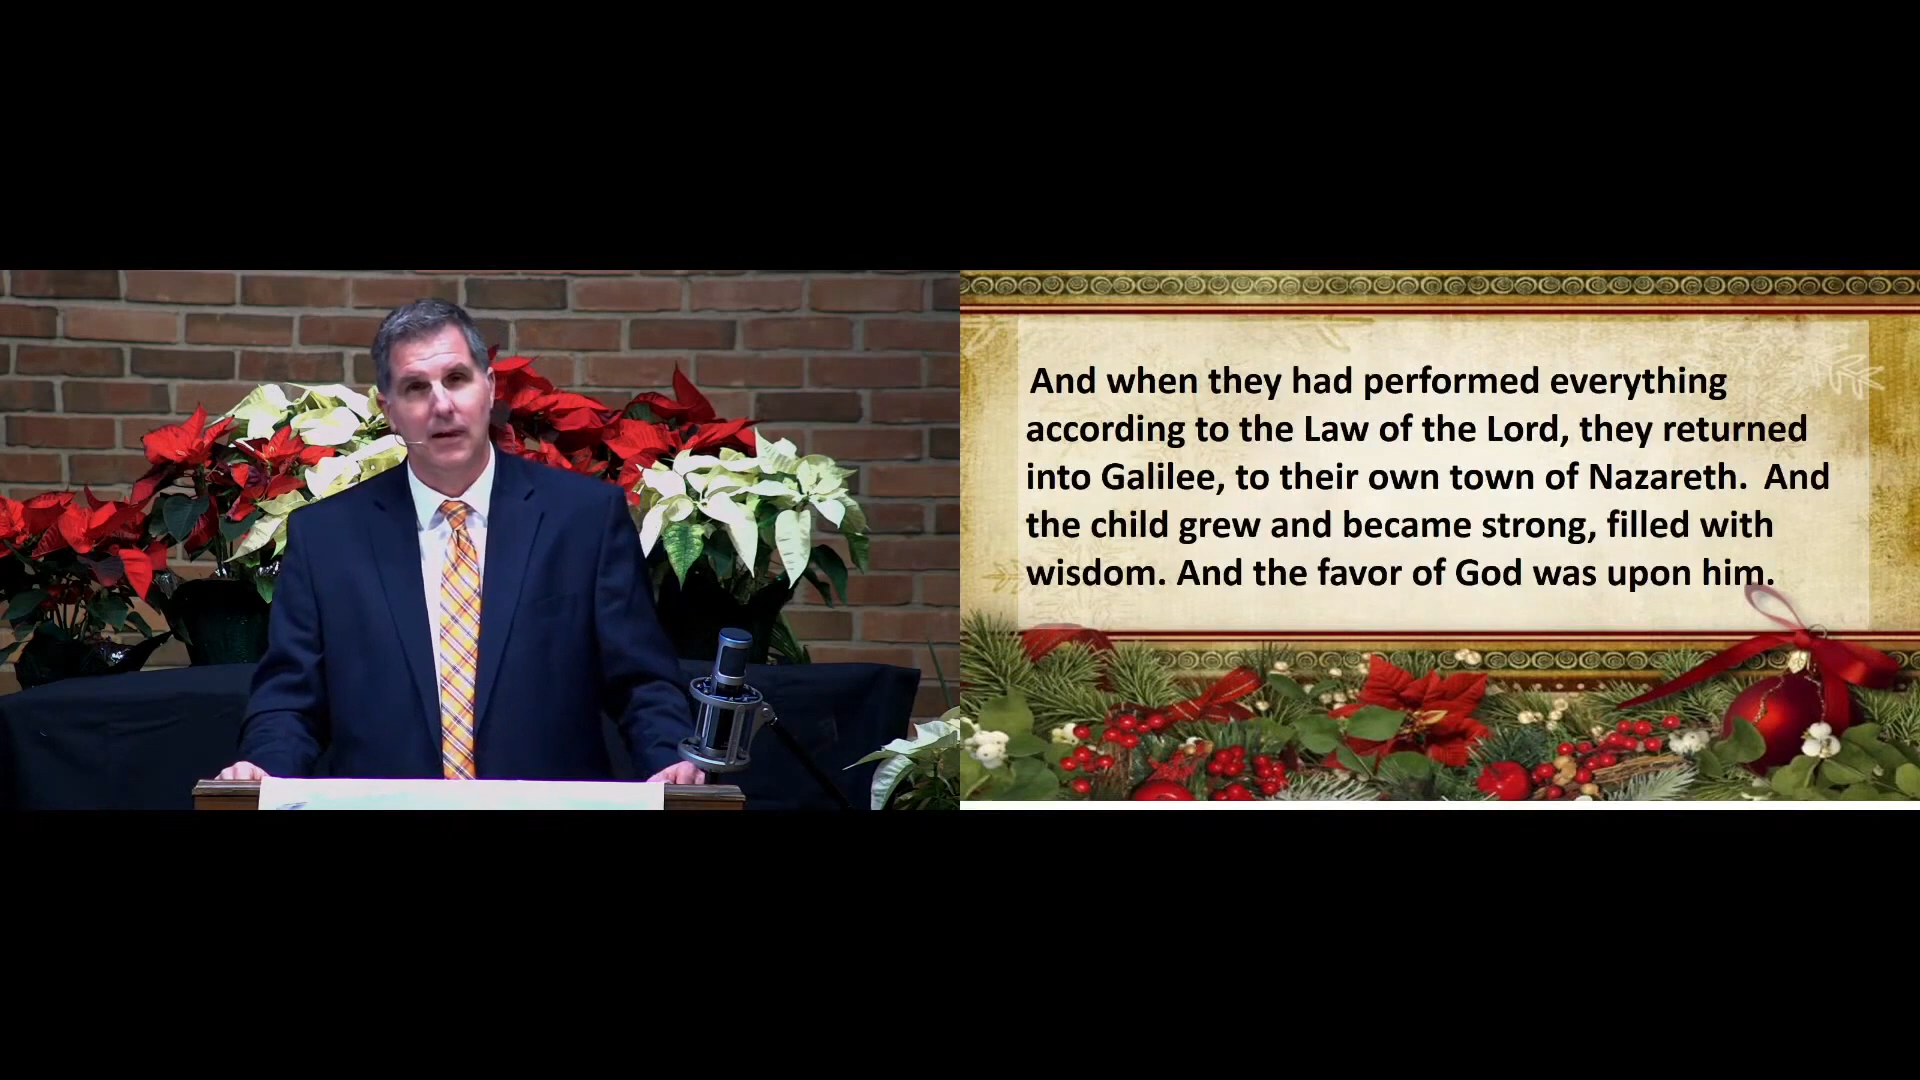 And when they had performed everything
according to the Law of the Lord, they returned
into Galilee, to their own town of Nazareth.  And
the child grew and became strong, filled with
wisdom. And the favor of God was upon him.